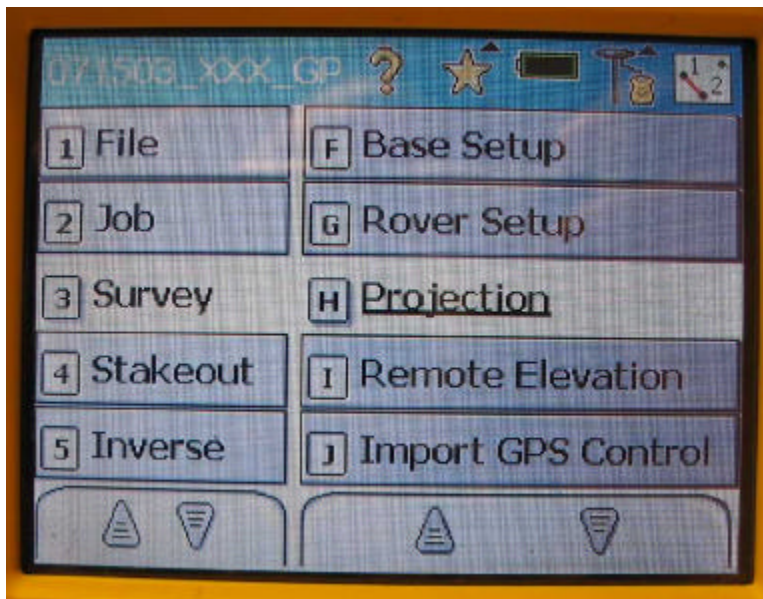 071503_XXX_GP ?
1 2
1 File
F Base Setup
2 Job
G Rover Setup
3 Survey
H Projection
4 Stakeout
I Remote Elevation
5 Inverse
J Import GPS Control